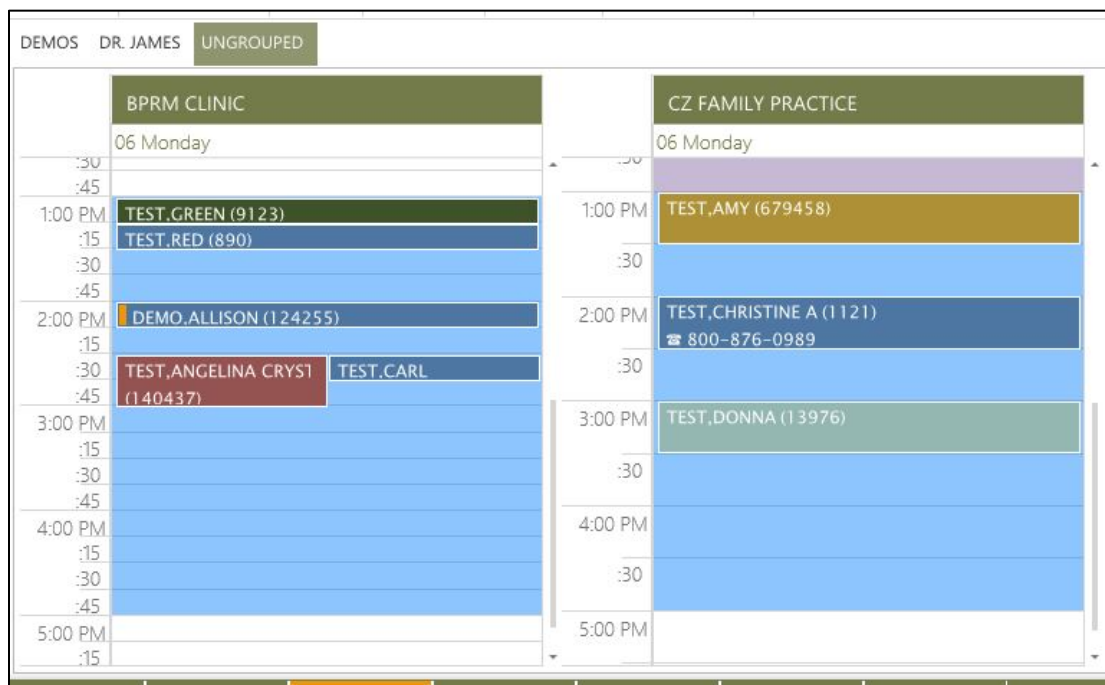 DEMOS DR. JAMES UNGROUPED
BPRM CLINIC
06 Monday
:30
:45
1:00 PM TEST,GREEN (9123)
:15 TEST,RED (890)
:30
:45
2:00 PM DEMO,ALLISON (124255)
:15
:30 TEST,ANGELINA CRYST TEST,CARL
:45 (140437)
3:00 PM
:15
:30
:45
4:00 PM
:15
:30
:45
5:00 PM
:15
CZ FAMILY PRACTICE
06 Monday
:30
1:00 PM TEST,AMY (679458)
:30
2:00 PM TEST,CHRISTINE A (1121)
☎ 800-876-0989
:30
3:00 PM TEST,DONNA (13976)
:30
4:00 PM
:30
5:00 PM